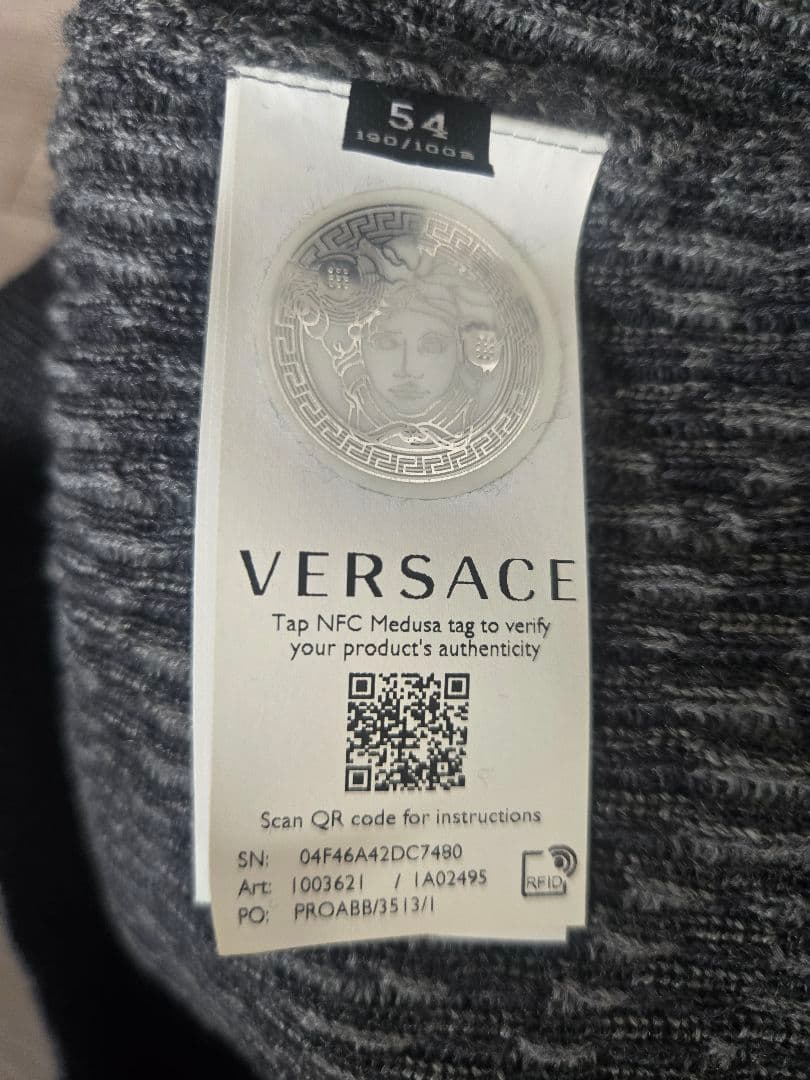 54
190/100a
VERSACE
Tap NFC Medusa tag to verify
your product's authenticity
Scan QR code for instructions
SN: 04F46A42DC7480
Art: 1003621 / 1A02495
PO: PROABB/3513/1
RFID